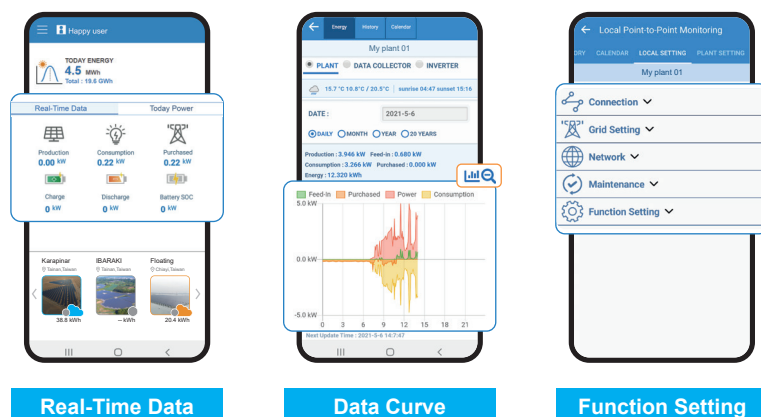 Happy user
TODAY ENERGY
4.5 MWh
Total : 19.6 GWh
Real-Time Data Today Power
Production Consumption Purchased
0.00 kW 0.22 kW 0.22 kW
Charge Discharge Battery SOC
0 kW 0 kW 0 kW
Karapinar IBARAKI Floating
Tainan,Taiwan Tainan,Taiwan Chiayi,Taiwan
38.8 kWh -- kWh 20.4 kWh
Real-Time Data
Energy History Calendar
My plant 01
PLANT DATA COLLECTOR INVERTER
15.7 °C 10.8°C / 20.5°C | sunrise 04:47 sunset 15:16
DATE : 2021-5-6
DAILY MONTH YEAR 20 YEARS
Production : 3.946 kW Feed-in : 0.680 kW
Consumption : 3.266 kW Purchased : 0.000 kW
Energy : 12.320 kWh
Feed-In Purchased Power Consumption
5.0 kW
0.0 kW
-5.0 kW
0 3 6 9 12 15 18 21
Next Update Time : 2021-5-6 14:7:47
Data Curve
Local Point-to-Point Monitoring
DRY CALENDAR LOCAL SETTING PLANT SETTING
My plant 01
Connection
Grid Setting
Network
Maintenance
Function Setting
Function Setting